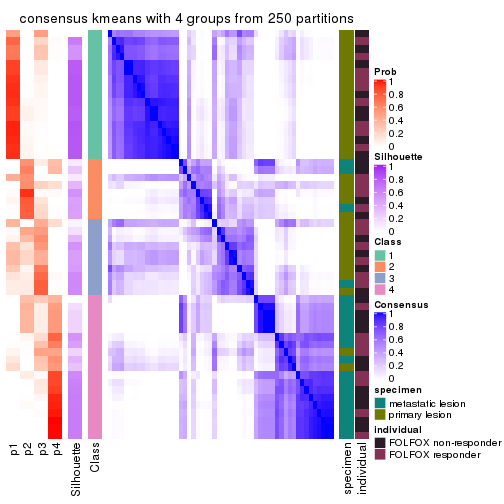 consensus kmeans with 4 groups from 250 partitions
Prob
1
0.8
0.6
0.4
0.2
0
Silhouette
1
0.8
0.6
0.4
0.2
0
Class
1
2
3
4
Consensus
1
0.8
0.6
0.4
0.2
0
specimen
metastatic lesion
primary lesion
individual
FOLFOX non-responder
FOLFOX responder
p1
p2
p3
p4
Silhouette
Class
specimen
individual